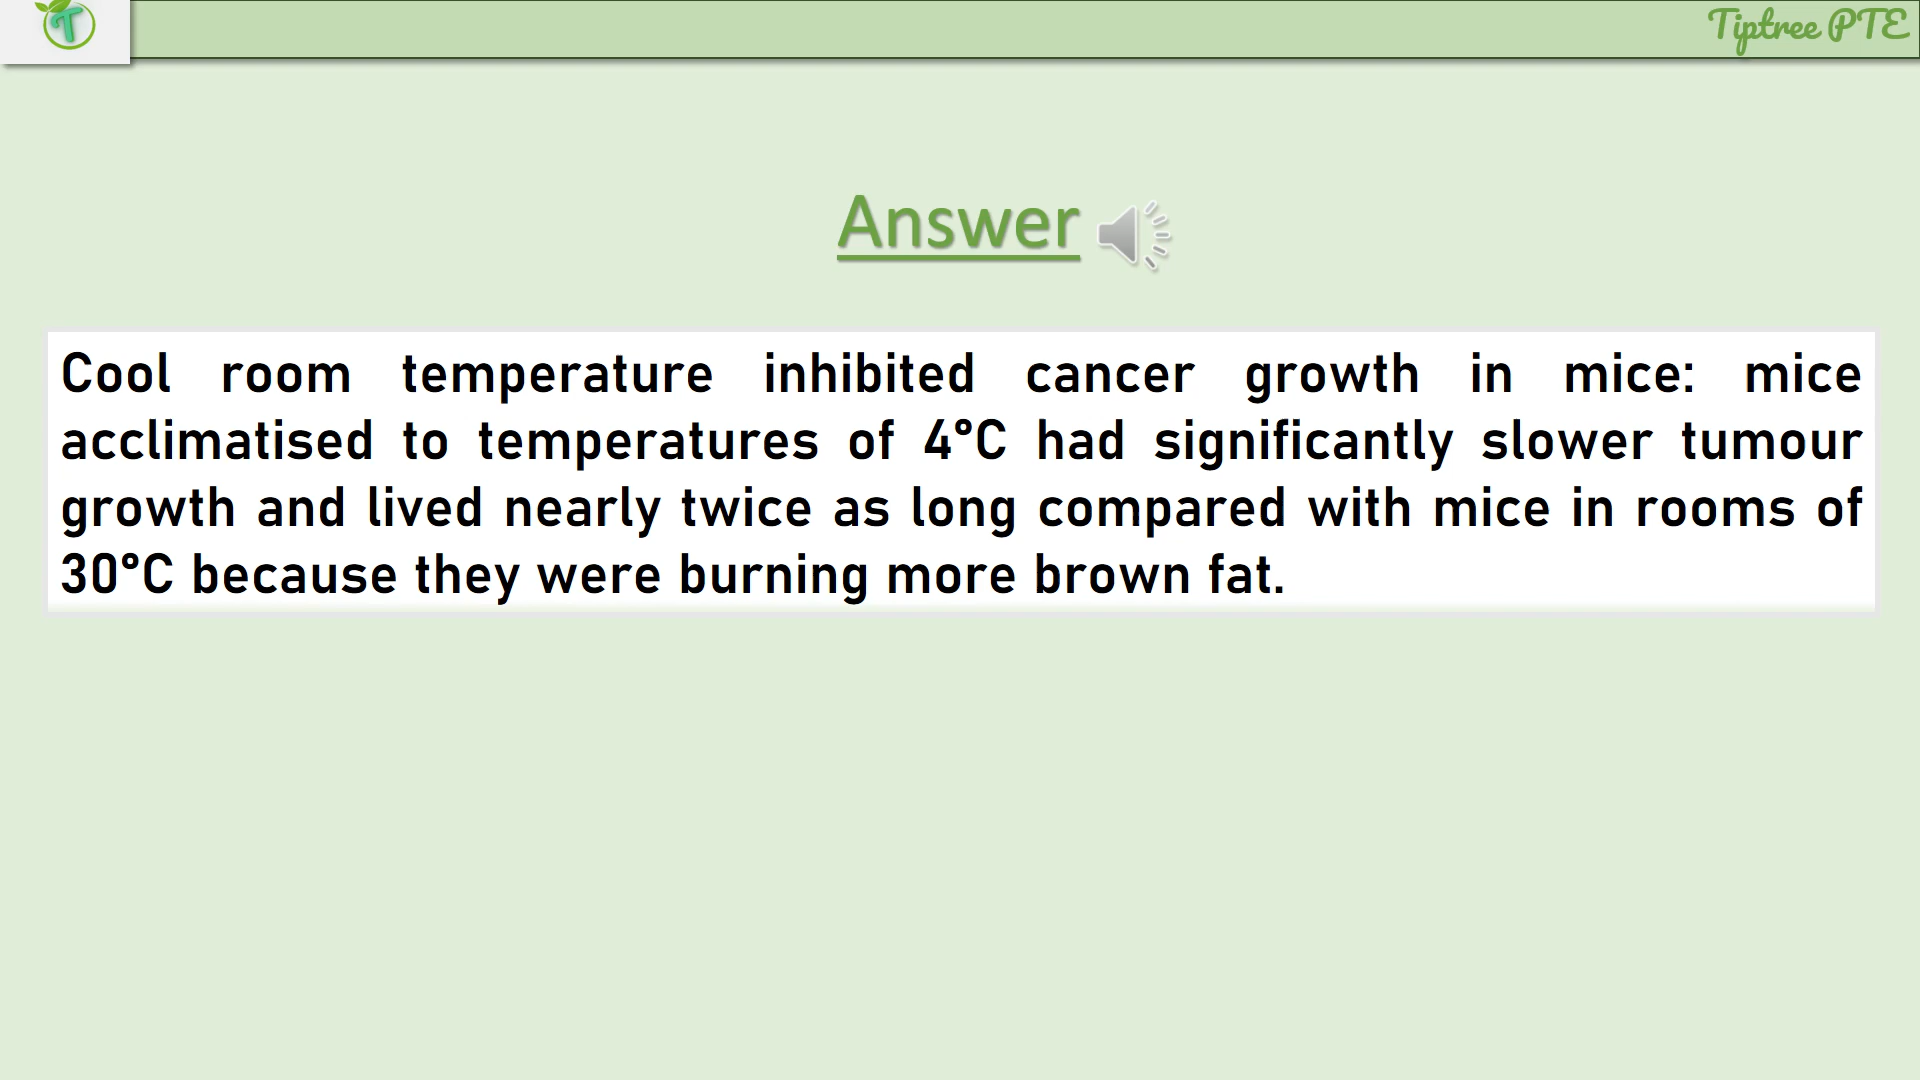 T
Tiptree PTE
Answer
Cool room temperature inhibited cancer growth in mice: mice
acclimatised to temperatures of 4°C had significantly slower tumour
growth and lived nearly twice as long compared with mice in rooms of
30°C because they were burning more brown fat.